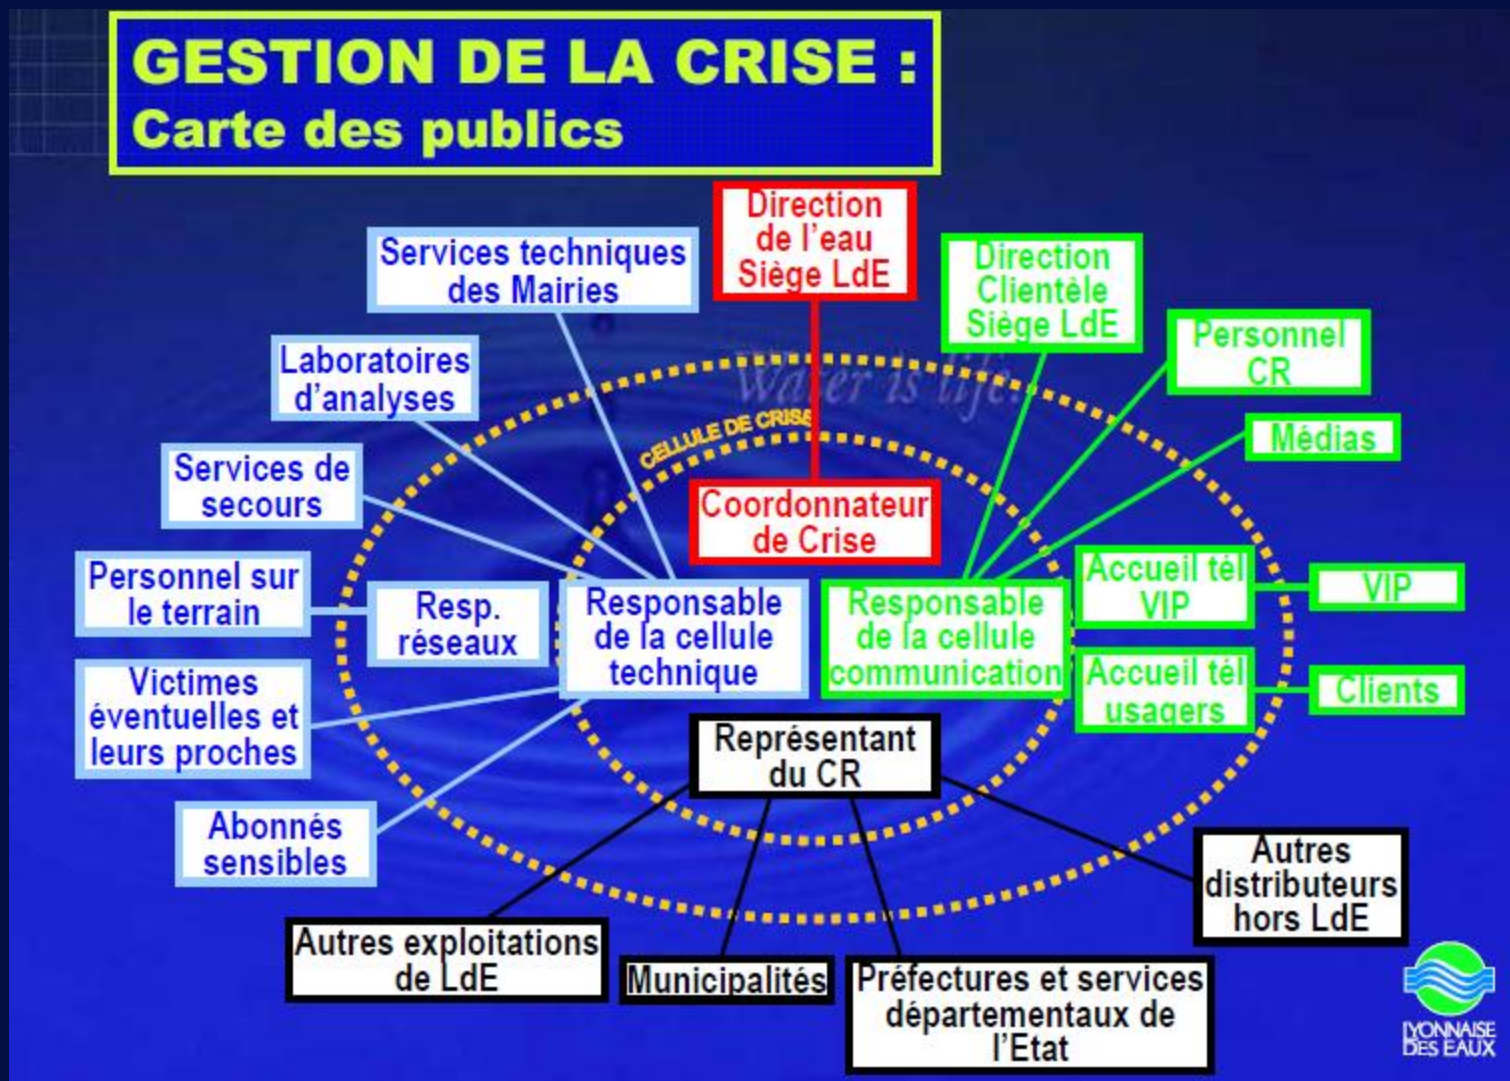 GESTION DE LA CRISE :
Carte des publics
Direction
de l'eau
Siège LdE
Services techniques
des Mairies
Direction
Clientèle
Siège LdE
Personnel
CR
Laboratoires
d'analyses
Water is life.
CELLULE DE CRISE
Médias
Services de
secours
Coordonnateur
de Crise
Personnel sur
le terrain
Resp.
réseaux
Responsable
de la cellule
technique
Responsable
de la cellule
communication
Accueil tél
VIP
VIP
Victimes
éventuelles et
leurs proches
Accueil tél
usagers
Clients
Représentant
du CR
Abonnés
sensibles
Autres
distributeurs
hors LdE
Autres exploitations
de LdE
Municipalités
Préfectures et services
départementaux de
l'Etat
LYONNAISE
DES EAUX